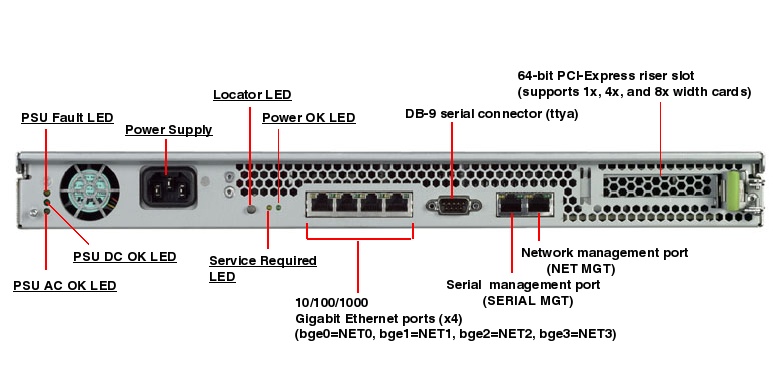 64-bit PCI-Express riser slot
(supports 1x, 4x, and 8x width cards)
Locator LED
DB-9 serial connector (ttya)
PSU Fault LED
Power OK LED
Power Supply
PSU DC OK LED
Service Required
LED
Network management port
(NET MGT)
PSU AC OK LED
Serial management port
(SERIAL MGT)
10/100/1000
Gigabit Ethernet ports (x4)
(bge0=NET0, bge1=NET1, bge2=NET2, bge3=NET3)